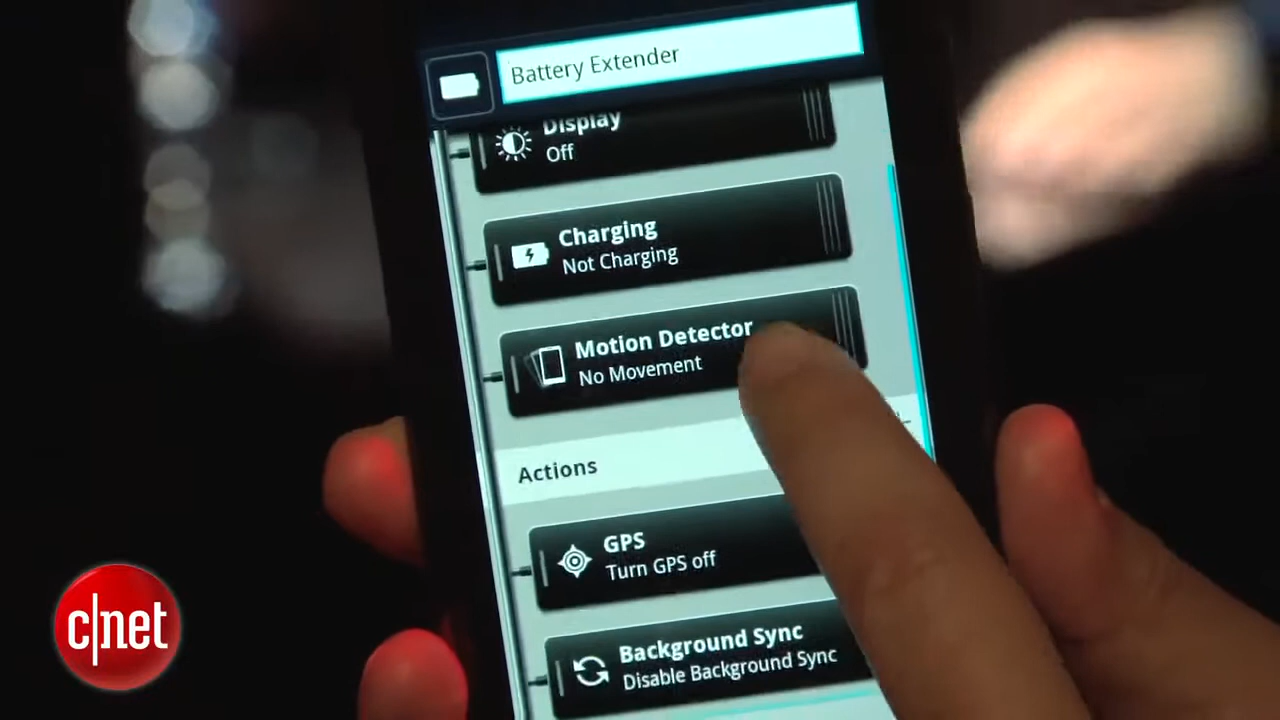 Battery Extender
Display
Off
Charging
Not Charging
Motion Detector
No Movement
Actions
GPS
Turn GPS off
Background Sync
Disable Background Sync
c|net